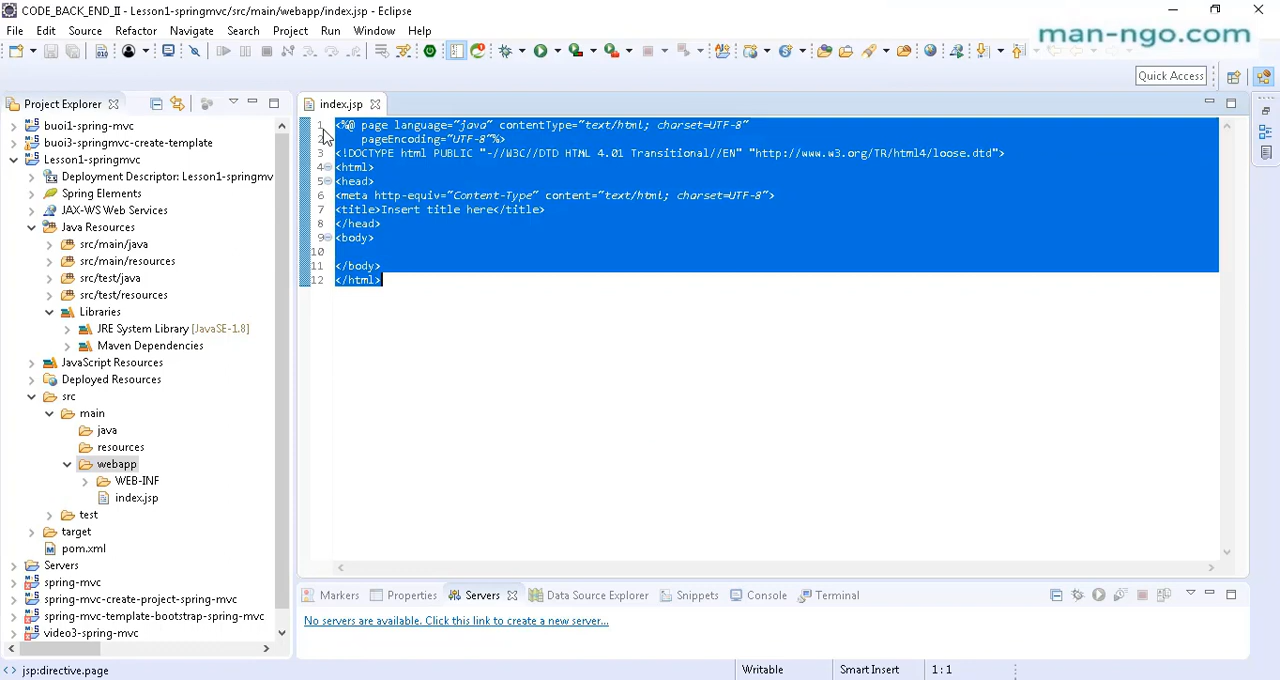 CODE_BACK_END_II - Lesson1-springmvc/src/main/webapp/index.jsp - Eclipse
man-ngo.com
File Edit Source Refactor Navigate Search Project Run Window Help
Quick Access
Project Explorer
buoi1-spring-mvc
buoi3-spring-mvc-create-template
Lesson1-springmvc
Deployment Descriptor: Lesson1-springmv
Spring Elements
JAX-WS Web Services
Java Resources
src/main/java
src/main/resources
src/test/java
src/test/resources
Libraries
JRE System Library [JavaSE-1.8]
Maven Dependencies
JavaScript Resources
Deployed Resources
src
main
java
resources
webapp
WEB-INF
index.jsp
test
target
pom.xml
Servers
spring-mvc
spring-mvc-create-project-spring-mvc
spring-mvc-template-bootstrap-spring-mvc
video3-spring-mvc
index.jsp
1 <%@ page language="java" contentType="text/html; charset=UTF-8"
2 pageEncoding="UTF-8"%>
3 <!DOCTYPE html PUBLIC "-//W3C//DTD HTML 4.01 Transitional//EN" "http://www.w3.org/TR/html4/loose.dtd">
4 <html>
5 <head>
6 <meta http-equiv="Content-Type" content="text/html; charset=UTF-8">
7 <title>Insert title here</title>
8 </head>
9 <body>
10
11 </body>
12 </html>
Markers Properties Servers Data Source Explorer Snippets Console Terminal
No servers are available. Click this link to create a new server...
jsp:directive.page Writable Smart Insert 1 : 1